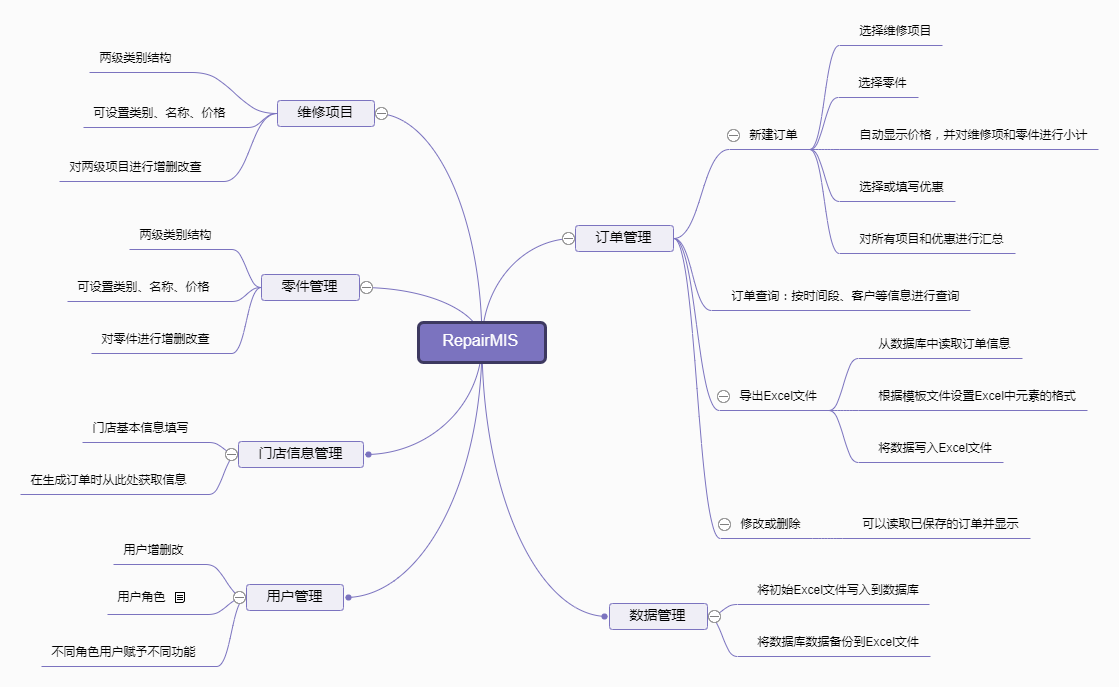 RepairMIS
维修项目
两级类别结构
可设置类别、名称、价格
对两级项目进行增删改查
零件管理
两级类别结构
可设置类别、名称、价格
对零件进行增删改查
门店信息管理
门店基本信息填写
在生成订单时从此处获取信息
用户管理
用户增删改
用户角色
不同角色用户赋予不同功能
订单管理
新建订单
选择维修项目
选择零件
自动显示价格，并对维修项和零件进行小计
选择或填写优惠
对所有项目和优惠进行汇总
订单查询：按时间段、客户等信息进行查询
导出Excel文件
从数据库中读取订单信息
根据模板文件设置Excel中元素的格式
将数据写入Excel文件
修改或删除
可以读取已保存的订单并显示
数据管理
将初始Excel文件写入到数据库
将数据库数据备份到Excel文件